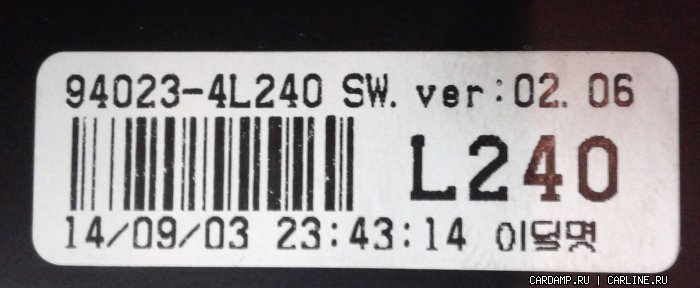 94023-4L240 SW. ver:02. 06
L240
14/09/03 23:43:14
CARDAMP.RU | CARLINE.RU